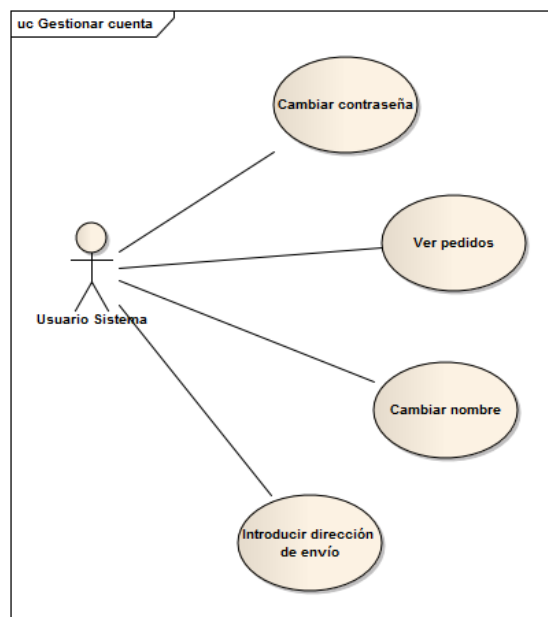 uc Gestionar cuenta
Cambiar contraseña
Ver pedidos
Usuario Sistema
Cambiar nombre
Introducir dirección
de envío